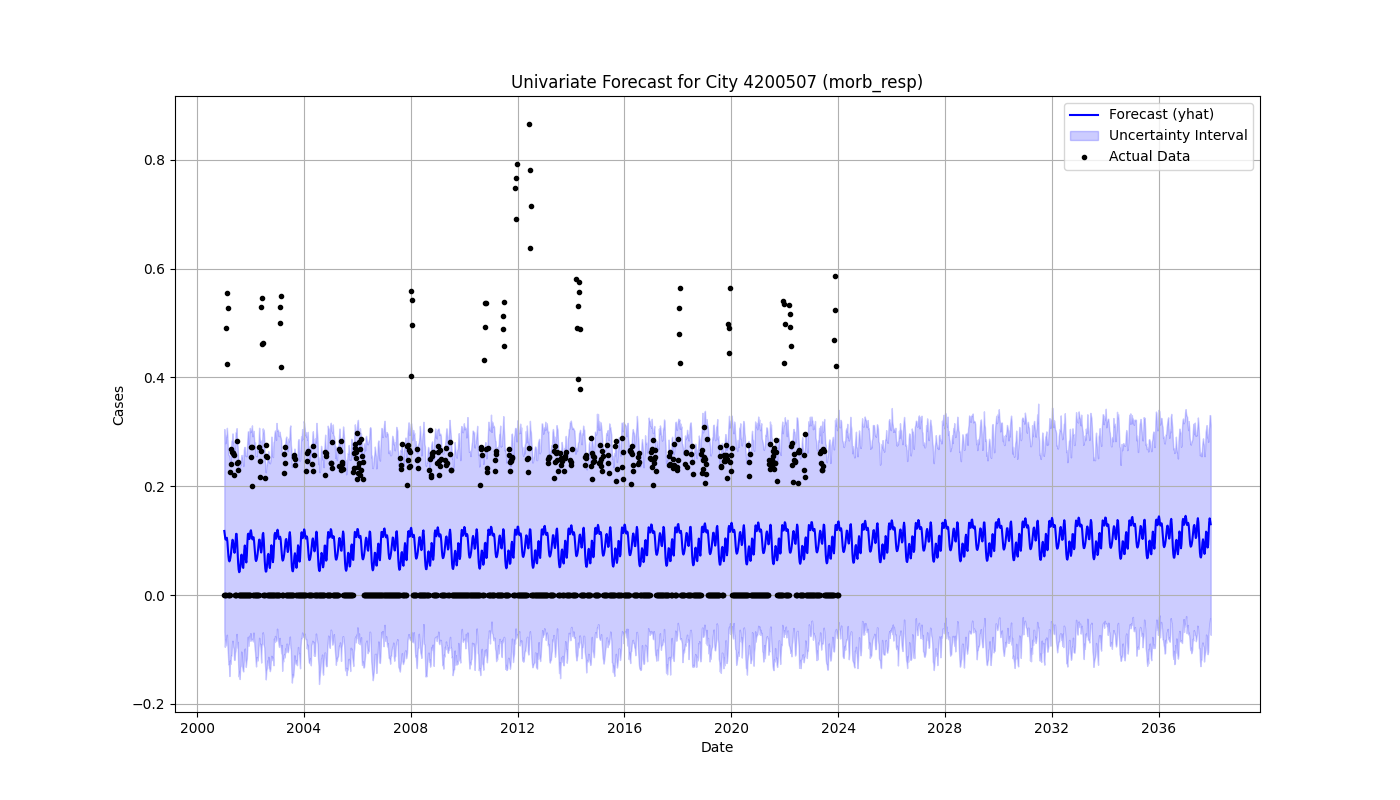 Univariate Forecast for City 4200507 (morb_resp)
Forecast (yhat)
Uncertainty Interval
Actual Data
Cases
0.8
0.6
0.4
0.2
0.0
−0.2
2000 2004 2008 2012 2016 2020 2024 2028 2032 2036
Date